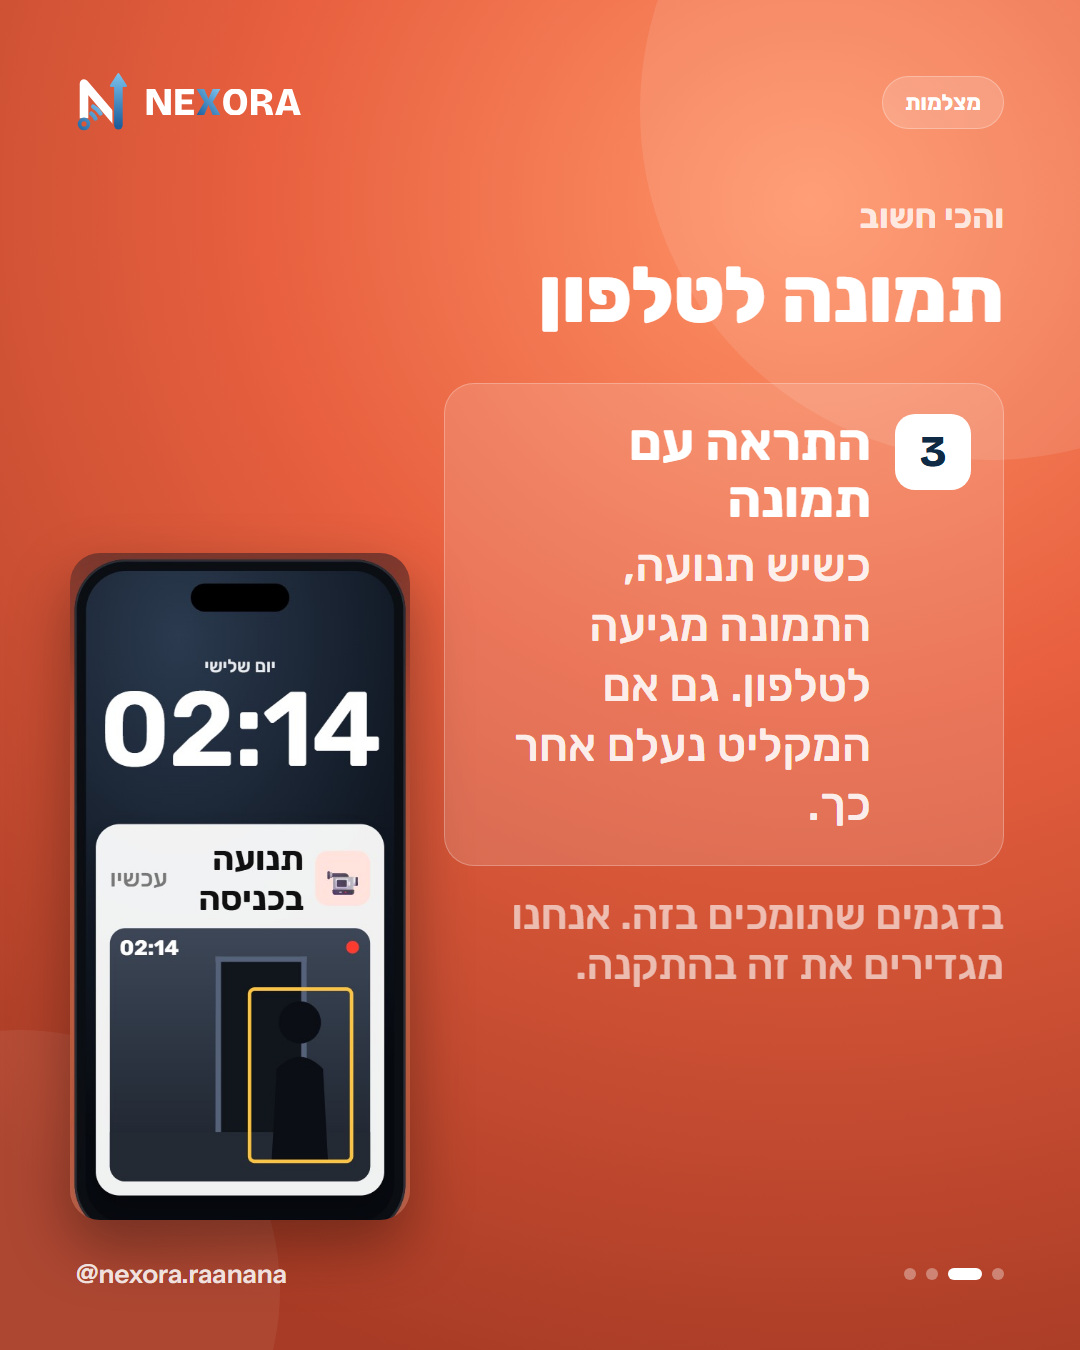 NEXORA
מצלמות
והכי חשוב
תמונה לטלפון
3
התראה עם
תמונה
כשיש תנועה,
התמונה מגיעה
לטלפון. גם אם
המקליט נעלם אחר
כך.
בדגמים שתומכים בזה. אנחנו
מגדירים את זה בהתקנה.
יום שלישי
02:14
תנועה
בכניסה
עכשיו
02:14
@nexora.raanana